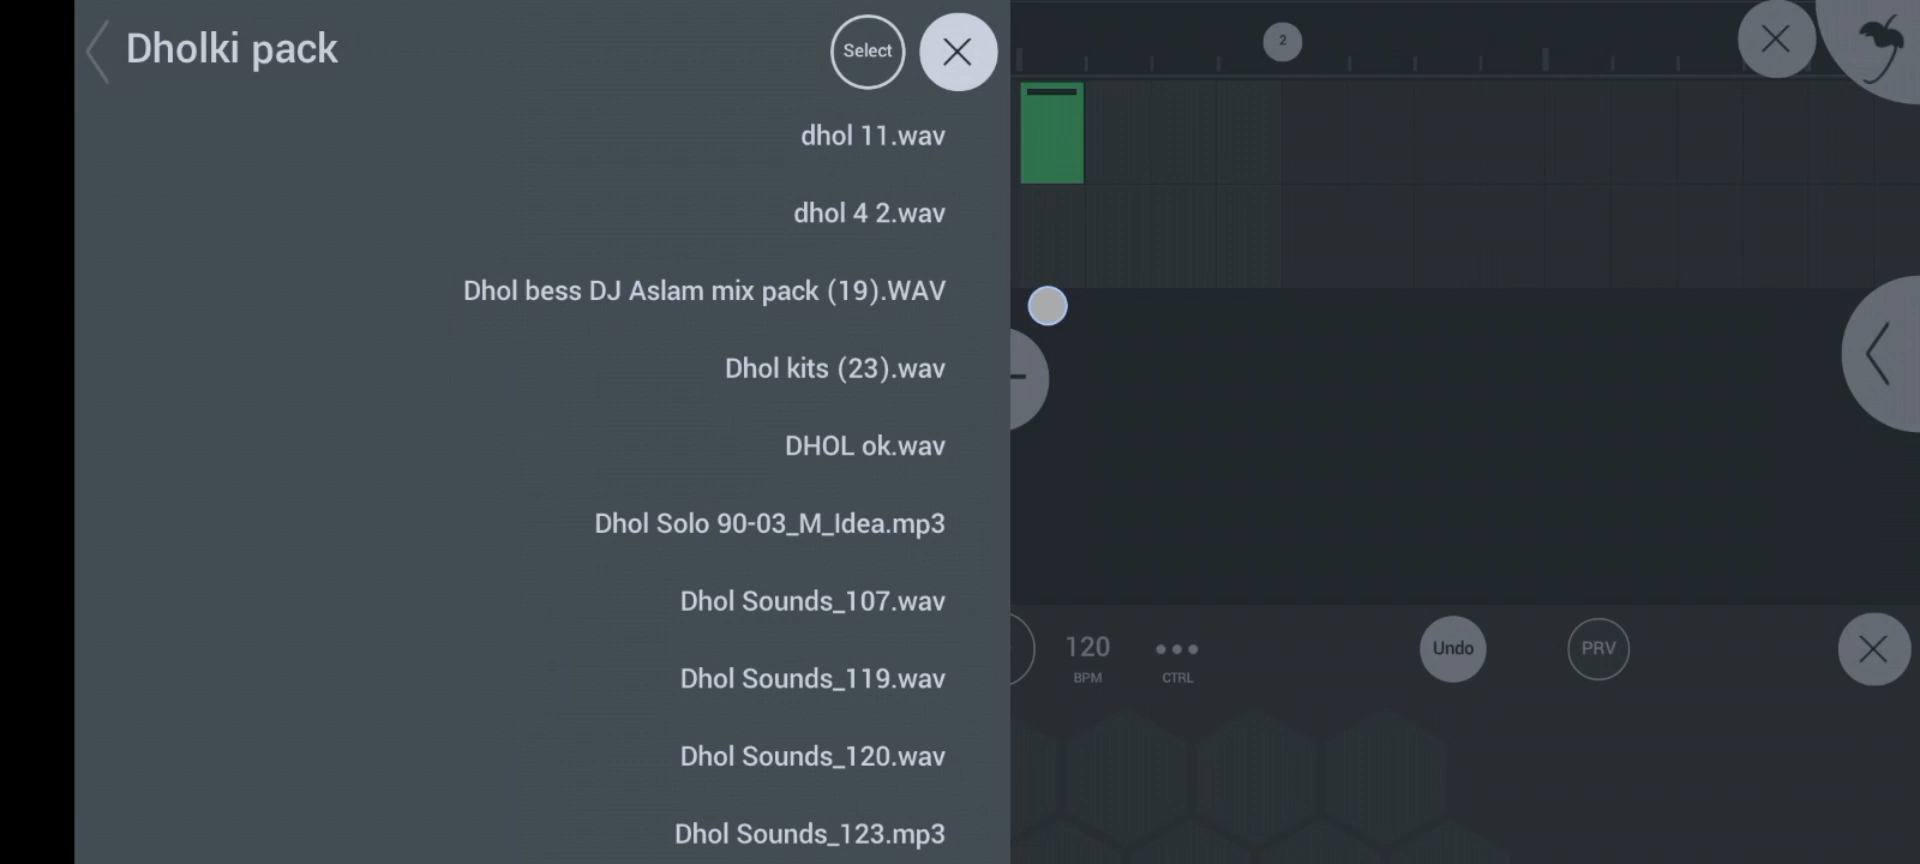 Dholki pack
Select
dhol 11.wav
dhol 4 2.wav
Dhol bess DJ Aslam mix pack (19).WAV
Dhol kits (23).wav
DHOL ok.wav
Dhol Solo 90-03_M_Idea.mp3
Dhol Sounds_107.wav
Dhol Sounds_119.wav
Dhol Sounds_120.wav
Dhol Sounds_123.mp3
2
120
BPM
CTRL
Undo
PRV